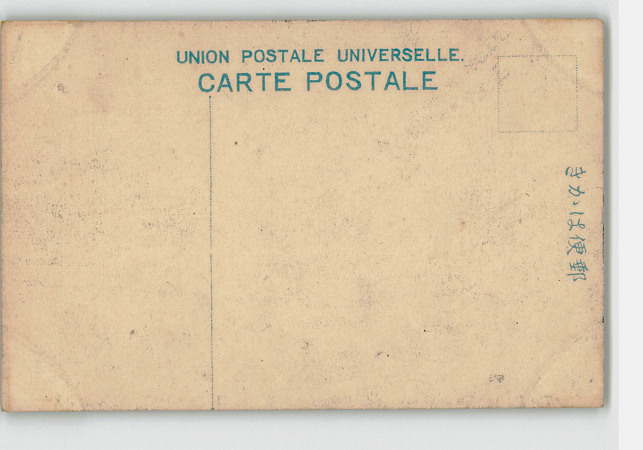 UNION POSTALE UNIVERSELLE.
CARTE POSTALE
きかは便郵